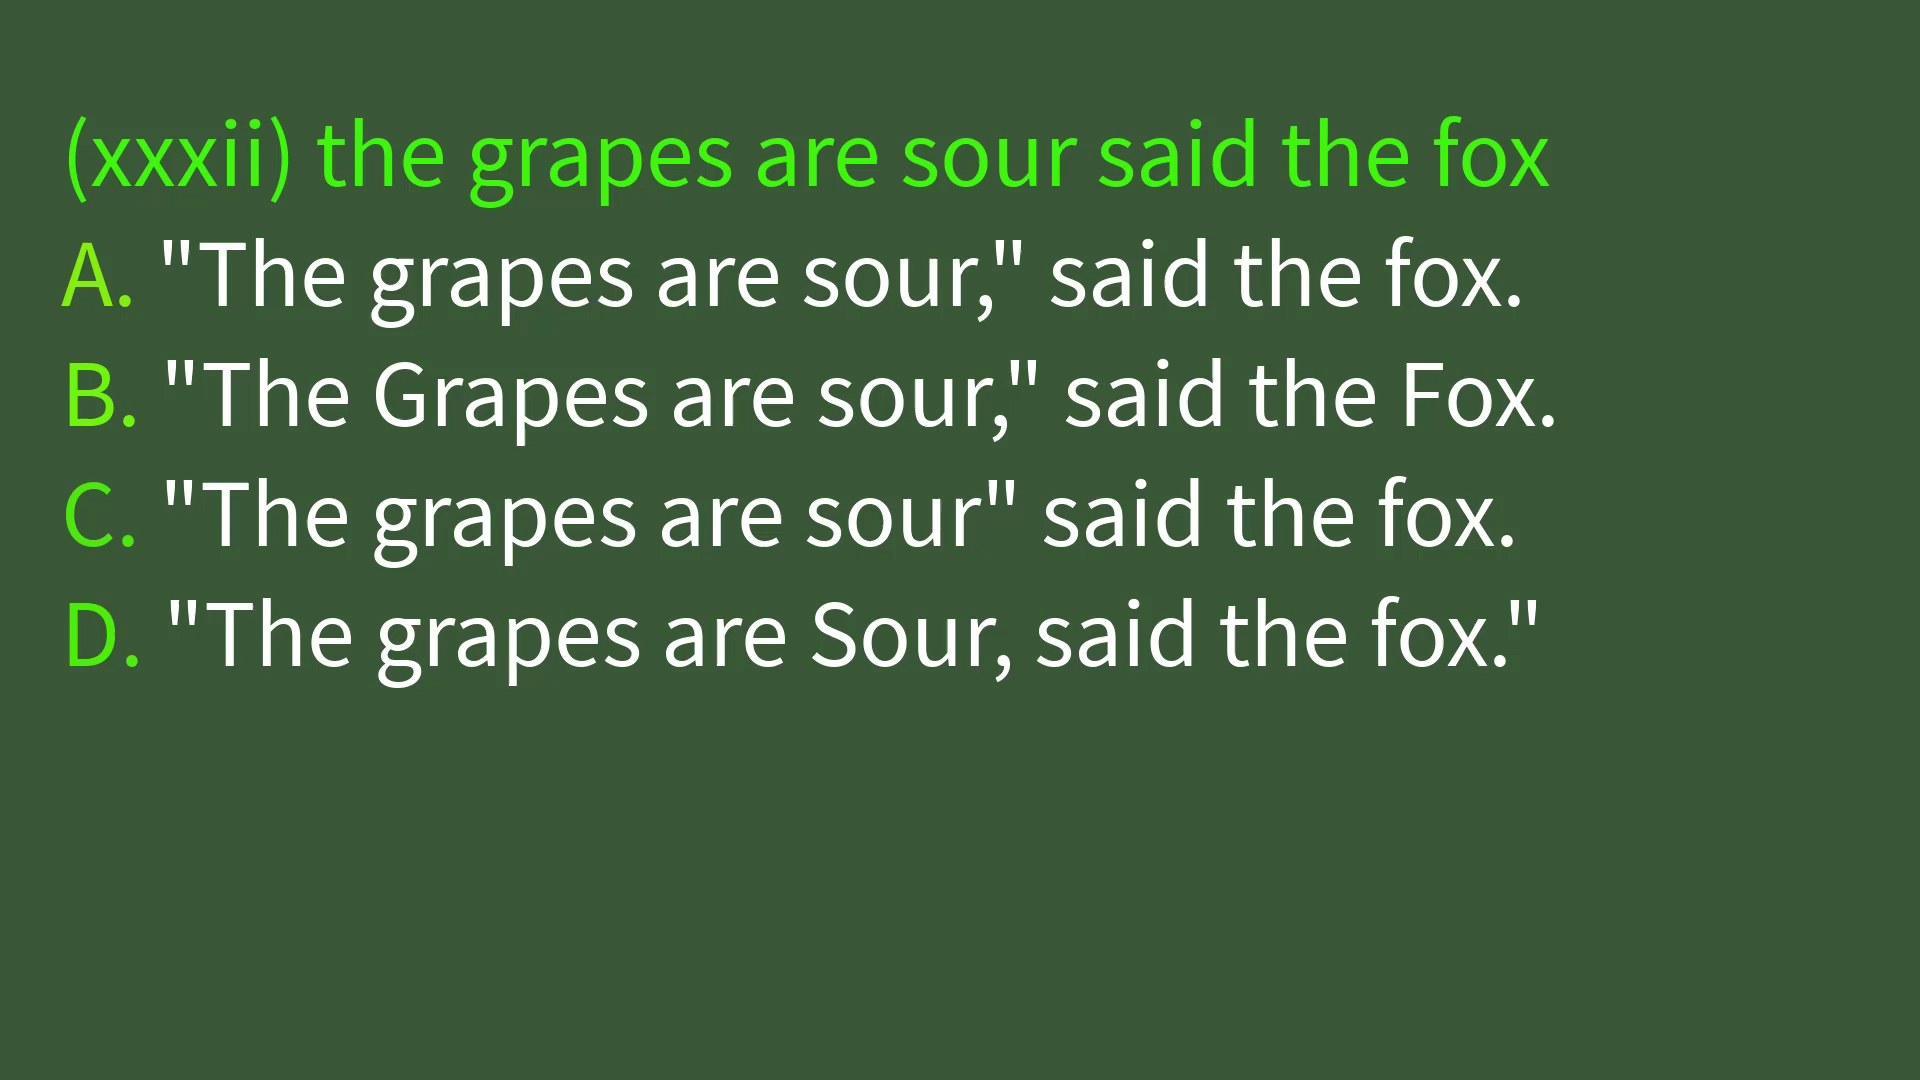 (xxxii) the grapes are sour said the fox
A. "The grapes are sour," said the fox.
B. "The Grapes are sour," said the Fox.
C. "The grapes are sour" said the fox.
D. "The grapes are Sour, said the fox."